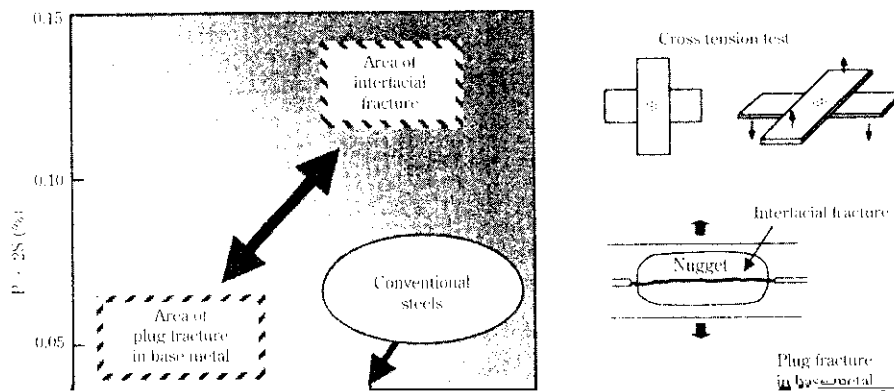 0.15
0.10
0.05
P + 2S (%)
Area of
interfacial
fracture
Area of
plug fracture
in base metal
Conventional
steels
Cross tension test
Interfacial fracture
Nugget
Plug fracture
in base metal